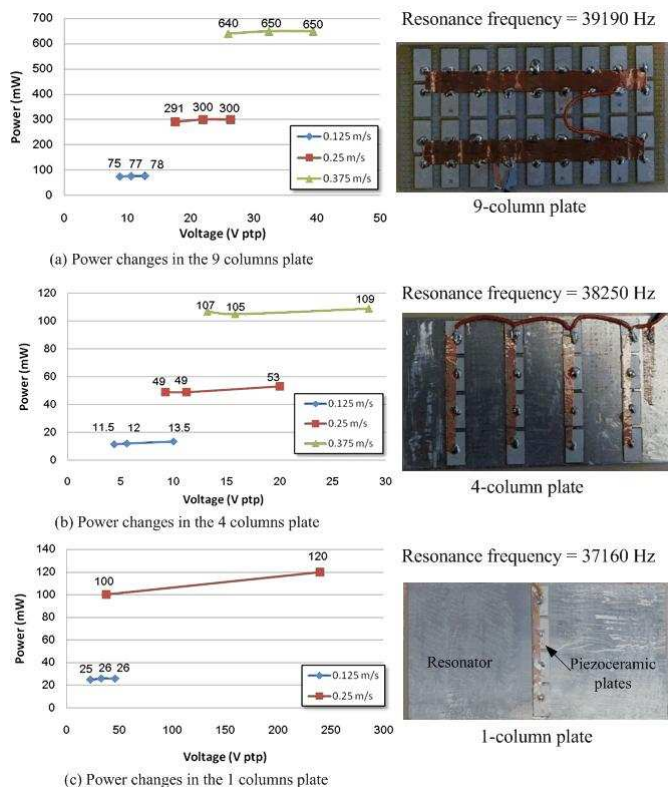 700
600
500
400
300
200
100
0
Power (mW)
640 650 650
291 300 300
75 77 78
0.125 m/s
0.25 m/s
0.375 m/s
0 10 20 30 40 50
Voltage (V ptp)
(a) Power changes in the 9 columns plate
Resonance frequency = 39190 Hz
9-column plate
120
100
80
60
40
20
0
Power (mW)
107 105 109
49 49 53
11.5 12 13.5
0.125 m/s
0.25 m/s
0.375 m/s
0 5 10 15 20 25 30
Voltage (V ptp)
(b) Power changes in the 4 columns plate
Resonance frequency = 38250 Hz
4-column plate
140
120
100
80
60
40
20
0
Power (mW)
100 120
25 26 26
0.125 m/s
0.25 m/s
0 50 100 150 200 250 300
Voltage (V ptp)
(c) Power changes in the 1 columns plate
Resonance frequency = 37160 Hz
Resonator
Piezoceramic
plates
1-column plate